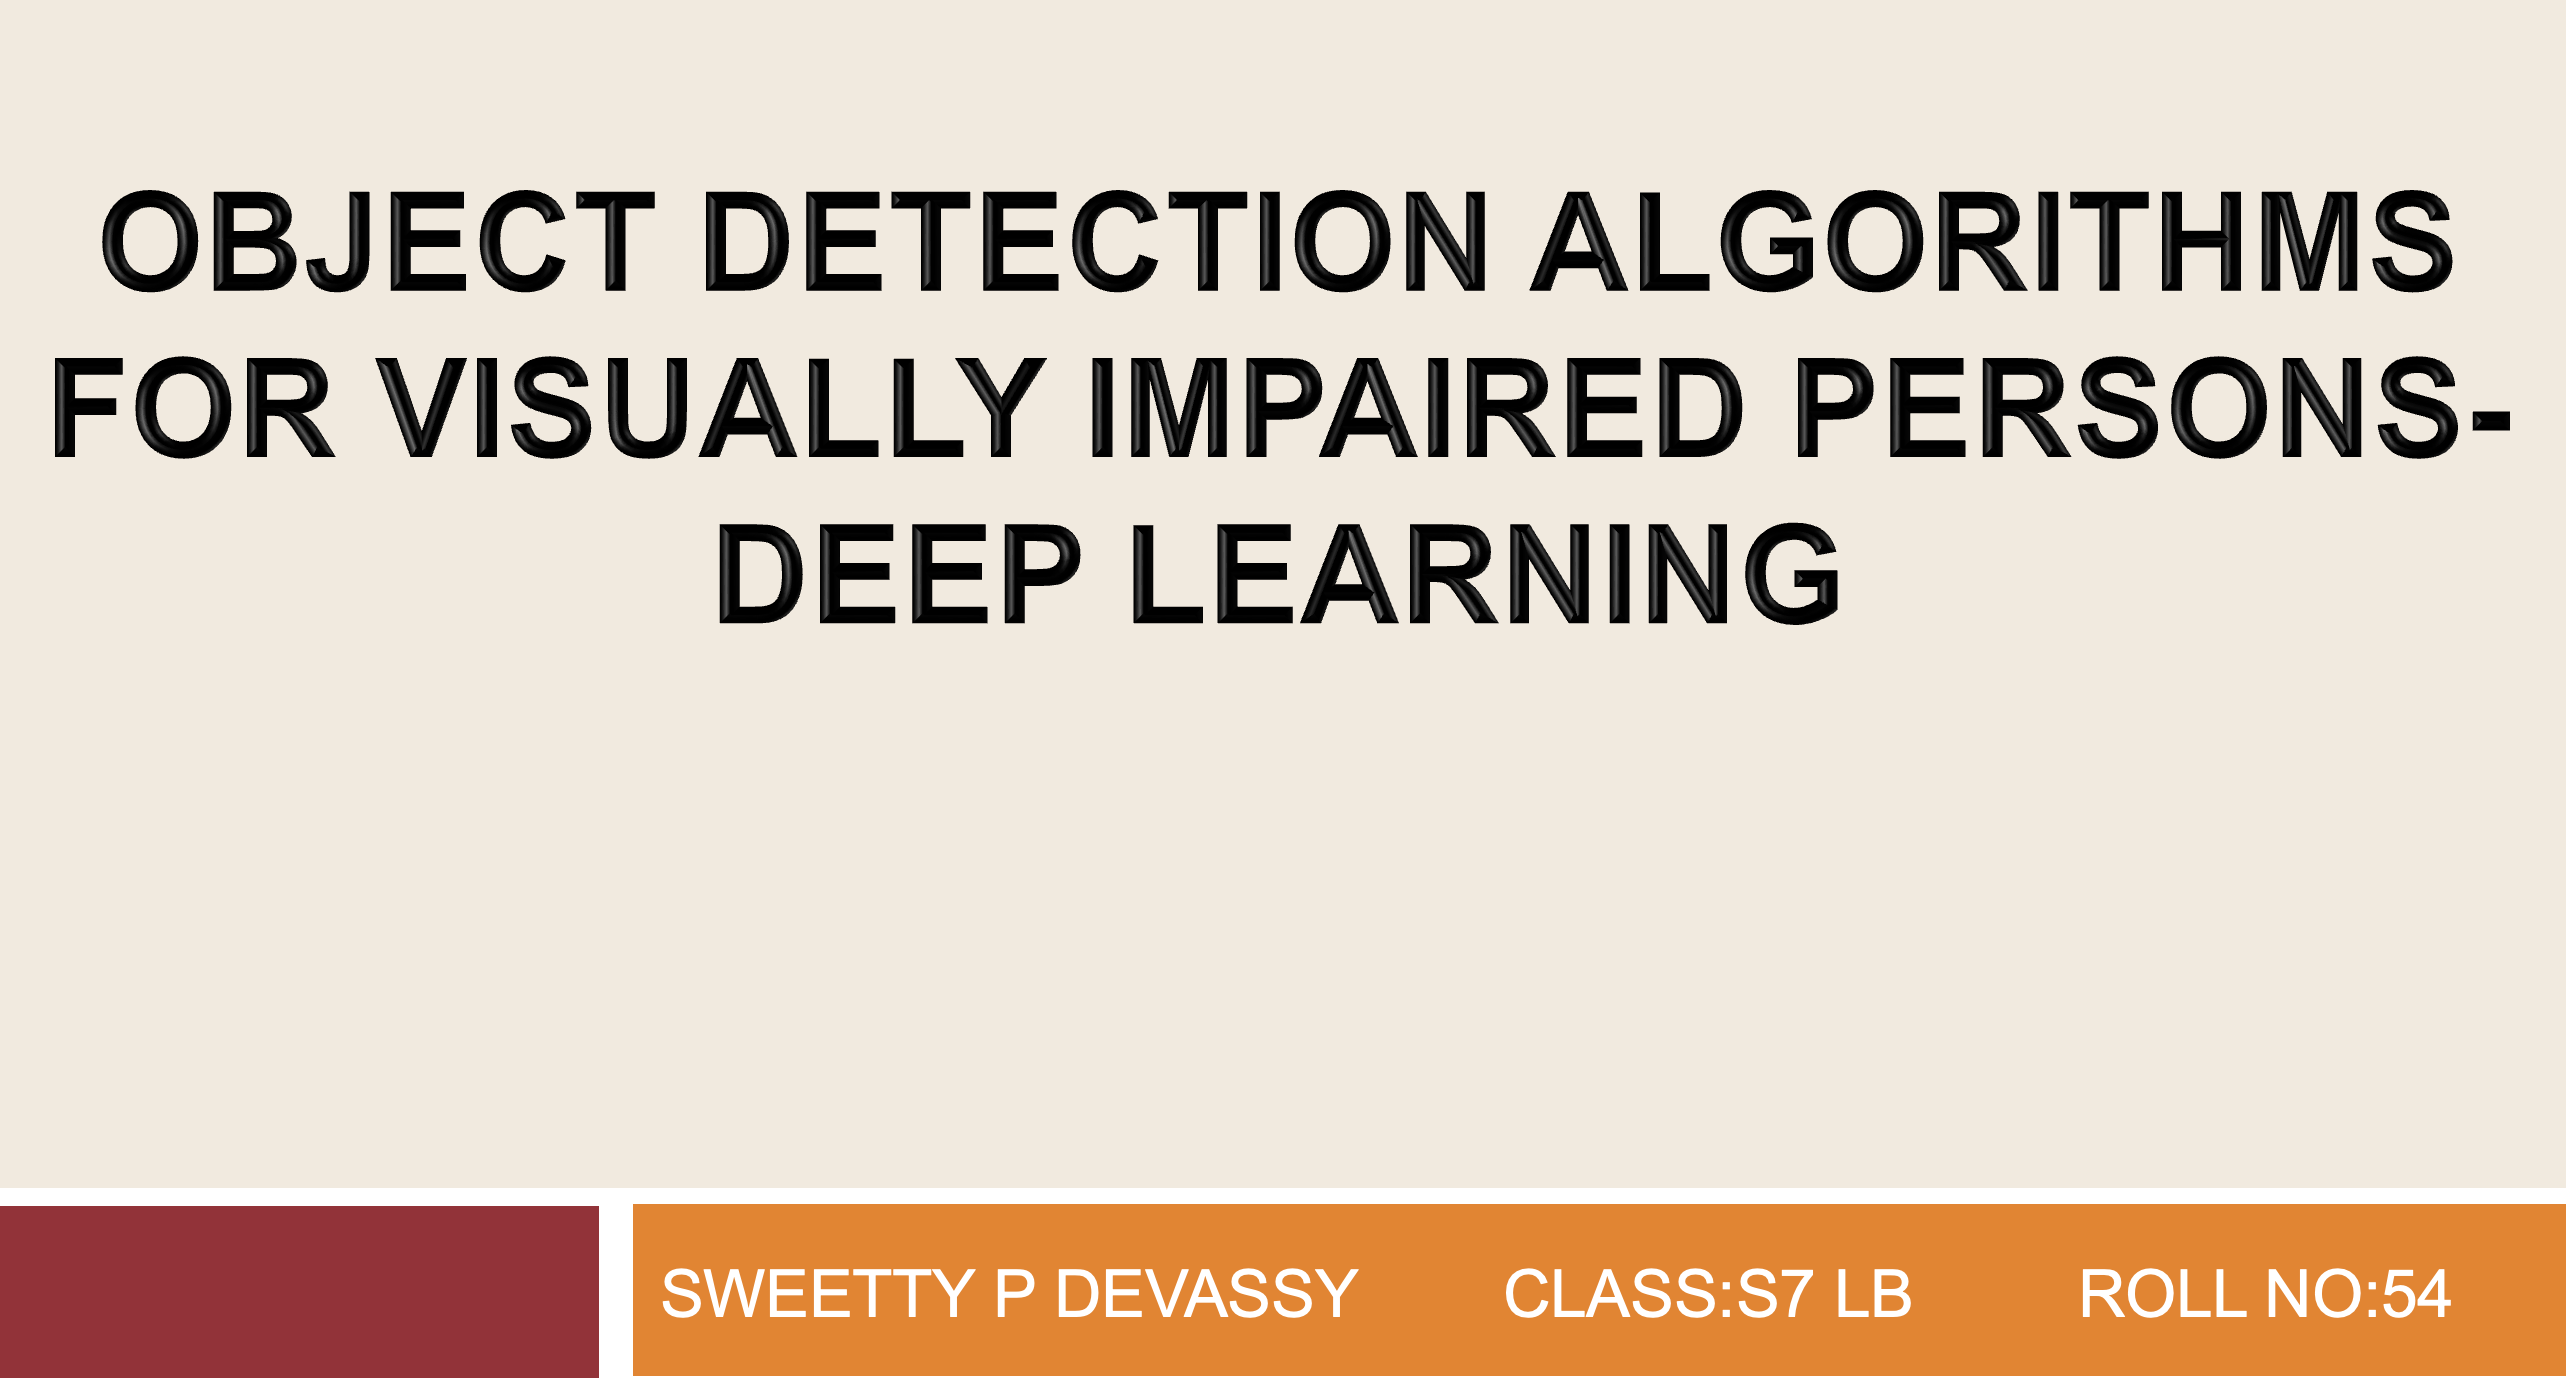 OBJECT DETECTION ALGORITHMS
FOR VISUALLY IMPAIRED PERSONS-
DEEP LEARNING
SWEETTY P DEVASSY CLASS:S7 LB ROLL NO:54